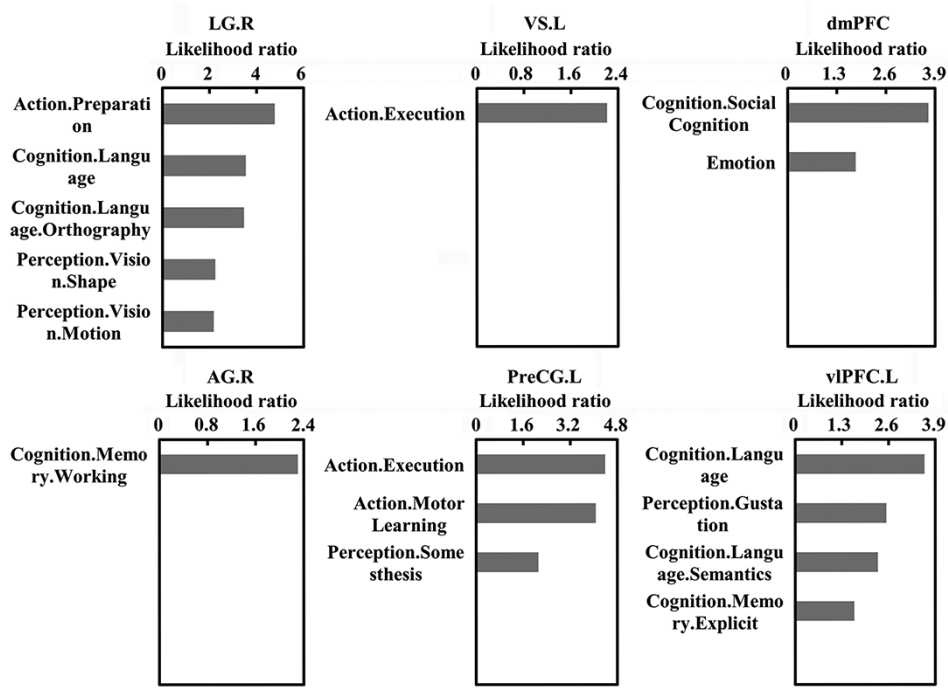 LG.R
Likelihood ratio
0 2 4 6
Action.Preparati
on
Cognition.Langu
age
Cognition.Langu
age.Orthography
Perception.Visio
n.Shape
Perception.Visio
n.Motion
VS.L
Likelihood ratio
0 0.8 1.6 2.4
Action.Execution
dmPFC
Likelihood ratio
0 1.3 2.6 3.9
Cognition.Social
Cognition
Emotion
AG.R
Likelihood ratio
0 0.8 1.6 2.4
Cognition.Memo
ry.Working
PreCG.L
Likelihood ratio
0 1.6 3.2 4.8
Action.Execution
Action.Motor
Learning
Perception.Some
sthesis
vlPFC.L
Likelihood ratio
0 1.3 2.6 3.9
Cognition.Langu
age
Perception.Gusta
tion
Cognition.Langu
age.Semantics
Cognition.Memo
ry.Explicit